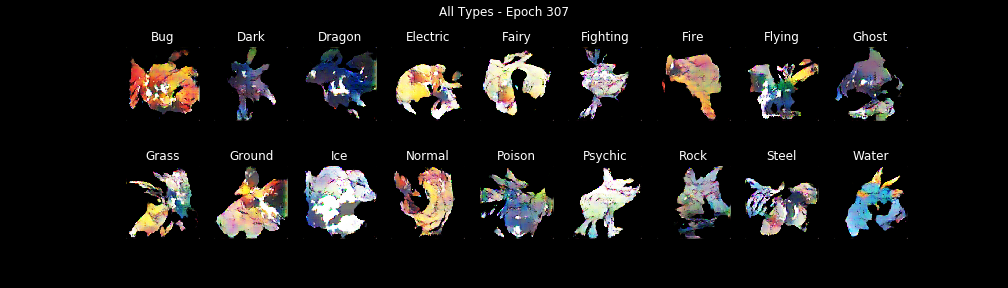 All Types - Epoch 307
Bug Dark Dragon Electric Fairy Fighting Fire Flying Ghost
Grass Ground Ice Normal Poison Psychic Rock Steel Water